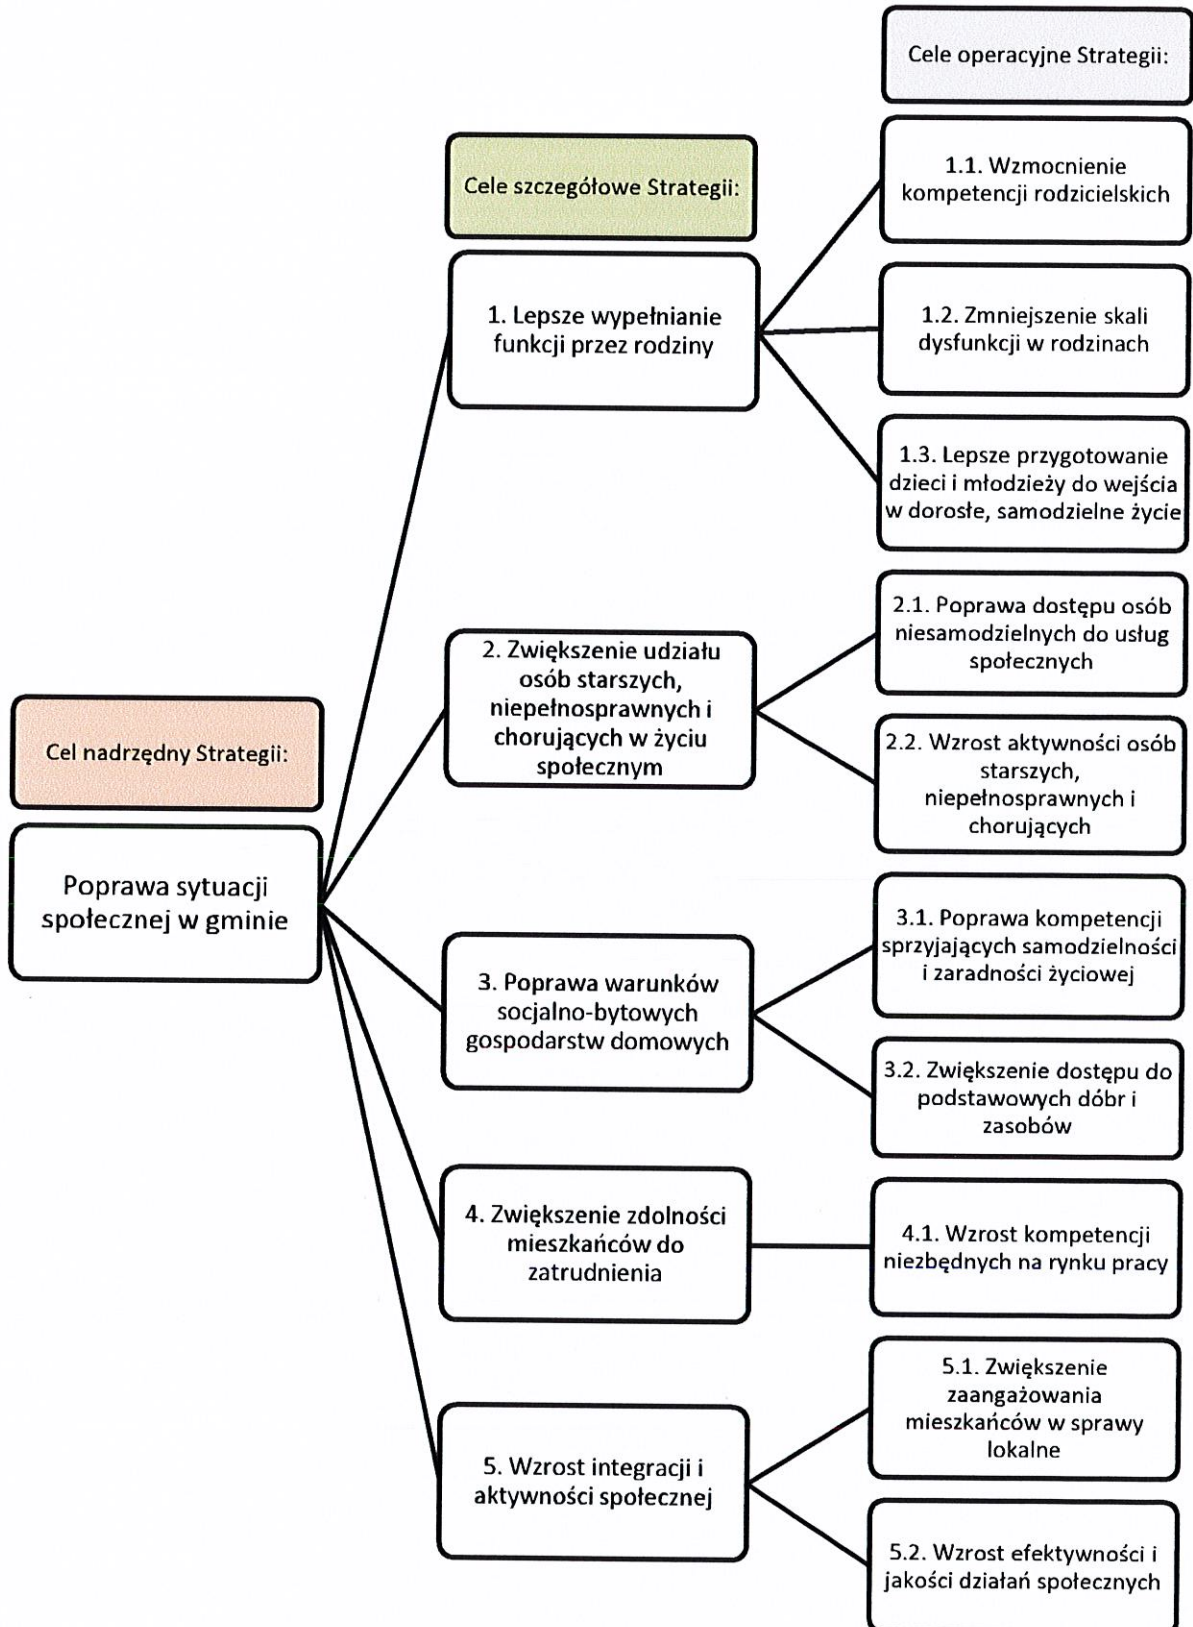 Cele operacyjne Strategii:
Cele szczegółowe Strategii:
Cel nadrzędny Strategii:
Poprawa sytuacji
społecznej w gminie
1. Lepsze wypełnianie
funkcji przez rodziny
1.1. Wzmocnienie
kompetencji rodzicielskich
1.2. Zmniejszenie skali
dysfunkcji w rodzinach
1.3. Lepsze przygotowanie
dzieci i młodzieży do wejścia
w dorosłe, samodzielne życie
2. Zwiększenie udziału
osób starszych,
niepełnosprawnych i
chorujących w życiu
społecznym
2.1. Poprawa dostępu osób
niesamodzielnych do usług
społecznych
2.2. Wzrost aktywności osób
starszych,
niepełnosprawnych i
chorujących
3. Poprawa warunków
socjalno-bytowych
gospodarstw domowych
3.1. Poprawa kompetencji
sprzyjających samodzielności
i zaradności życiowej
3.2. Zwiększenie dostępu do
podstawowych dóbr i
zasobów
4. Zwiększenie zdolności
mieszkańców do
zatrudnienia
4.1. Wzrost kompetencji
niezbędnych na rynku pracy
5. Wzrost integracji i
aktywności społecznej
5.1. Zwiększenie
zaangażowania
mieszkańców w sprawy
lokalne
5.2. Wzrost efektywności i
jakości działań społecznych